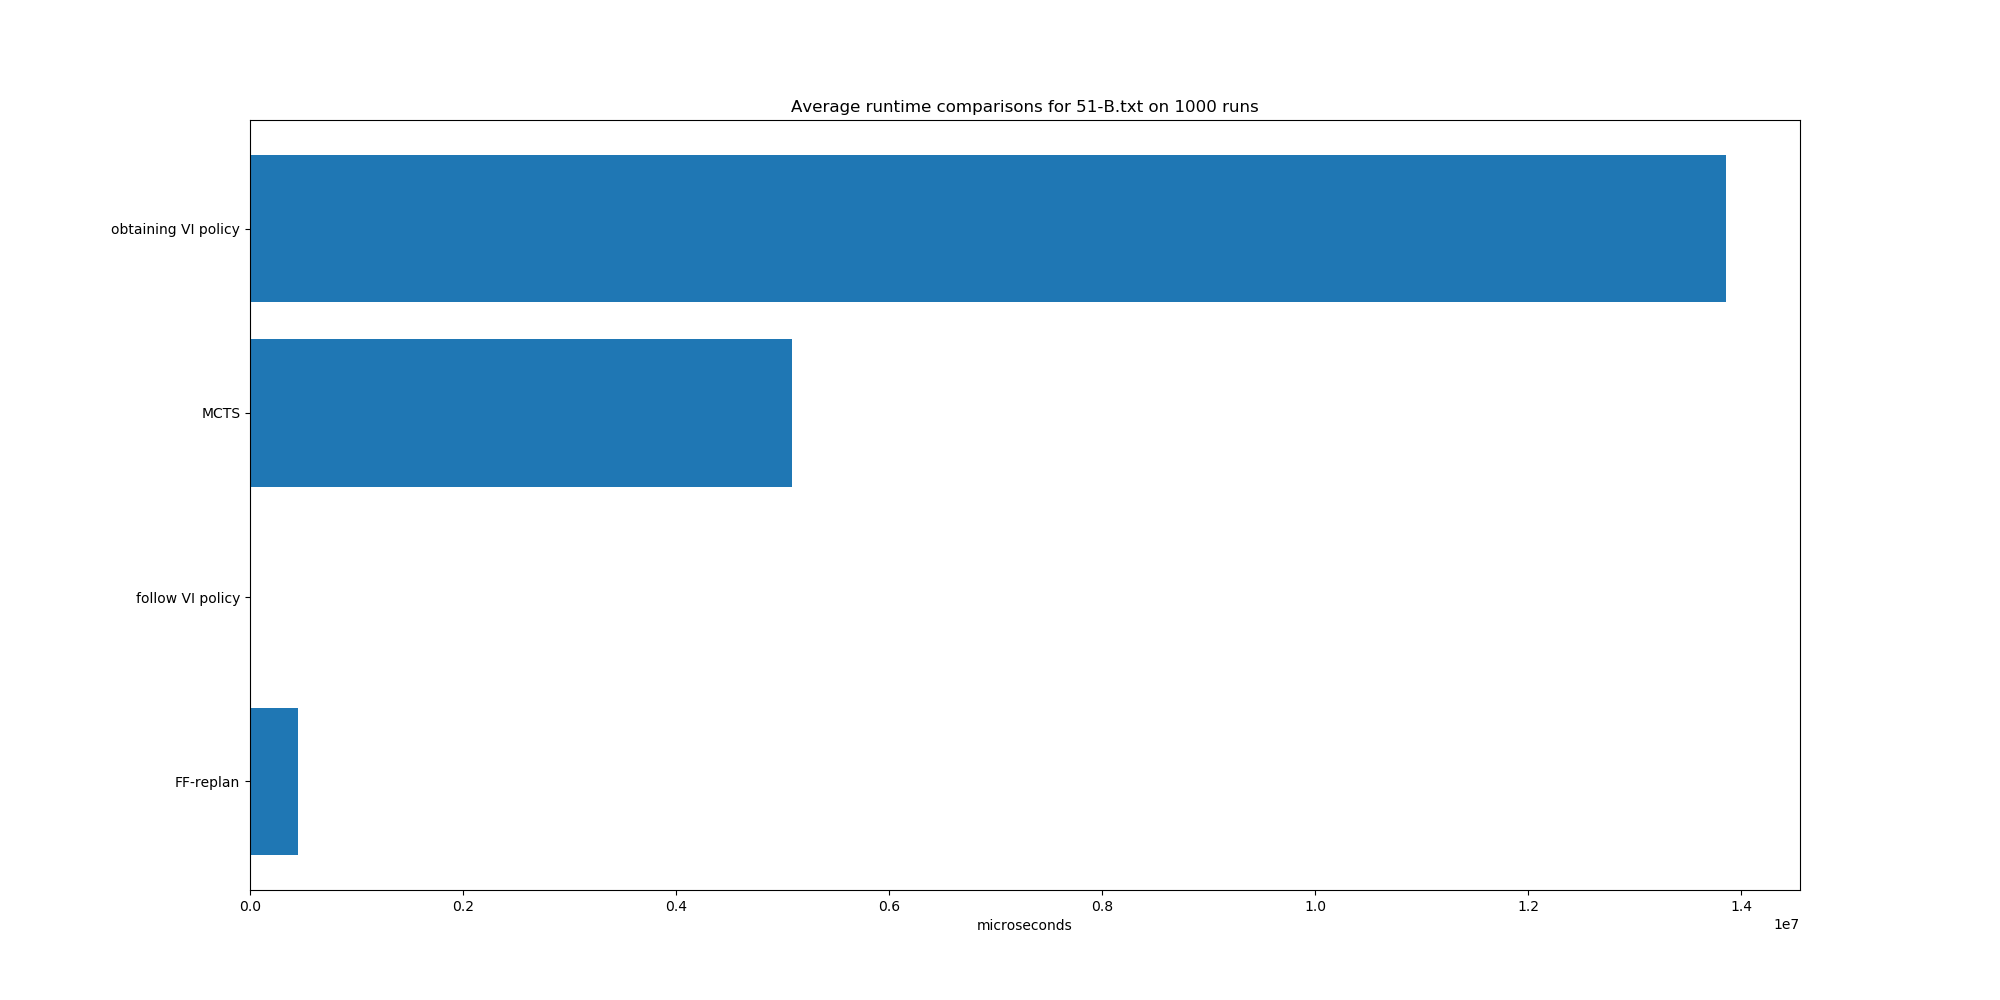 Average runtime comparisons for 51-B.txt on 1000 runs
obtaining VI policy
MCTS
follow VI policy
FF-replan
0.0 0.2 0.4 0.6 0.8 1.0 1.2 1.4
microseconds 1e7